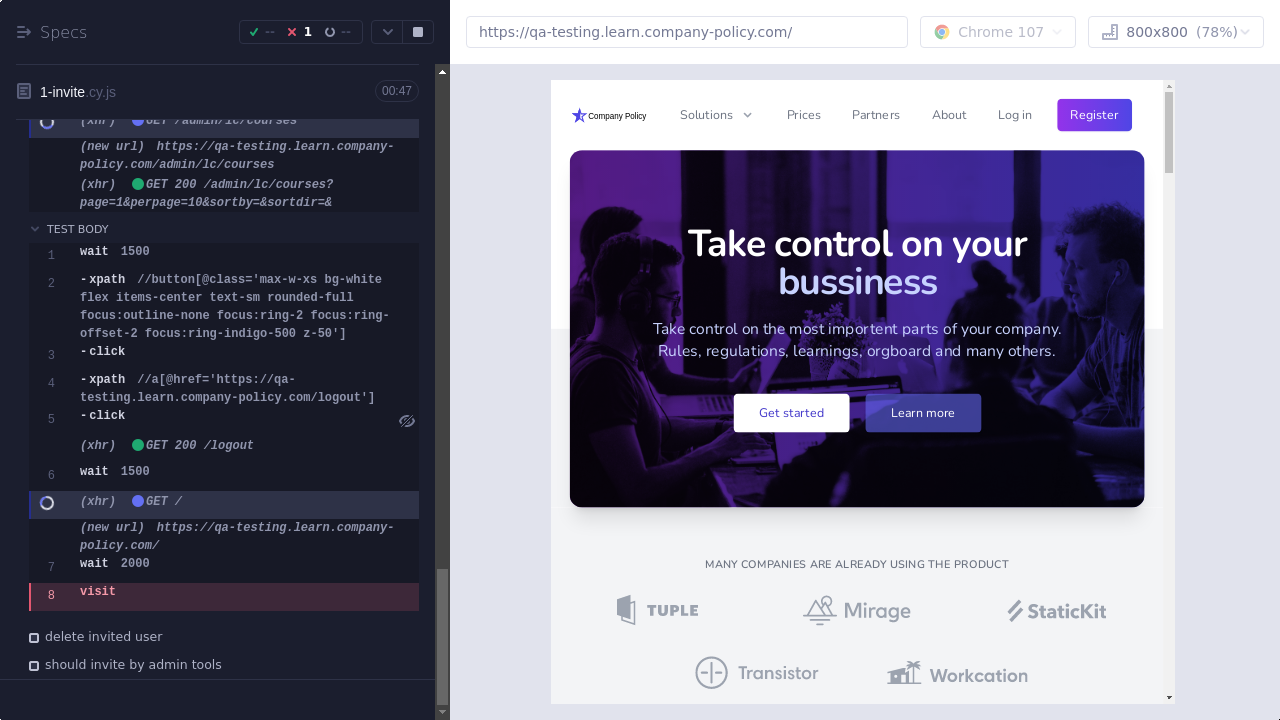 Specs
--
1
--
1-invite.cy.js
00:47
(xhr) GET /admin/lc/courses
(new url) https://qa-testing.learn.company-
policy.com/admin/lc/courses
(xhr) GET 200 /admin/lc/courses?
page=1&perpage=10&sortby=&sortdir=&
TEST BODY
1 wait 1500
2 -xpath //button[@class='max-w-xs bg-white
flex items-center text-sm rounded-full
focus:outline-none focus:ring-2 focus:ring-
offset-2 focus:ring-indigo-500 z-50']
3 -click
4 -xpath //a[@href='https://qa-
testing.learn.company-policy.com/logout']
5 -click
(xhr) GET 200 /logout
6 wait 1500
(xhr) GET /
(new url) https://qa-testing.learn.company-
policy.com/
7 wait 2000
8 visit
delete invited user
should invite by admin tools
https://qa-testing.learn.company-policy.com/
Chrome 107
800x800 (78%)
Company Policy
Solutions
Prices
Partners
About
Log in
Register
Take control on your
bussiness
Take control on the most importent parts of your company.
Rules, regulations, learnings, orgboard and many others.
Get started
Learn more
MANY COMPANIES ARE ALREADY USING THE PRODUCT
TUPLE
Mirage
StaticKit
Transistor
Workcation